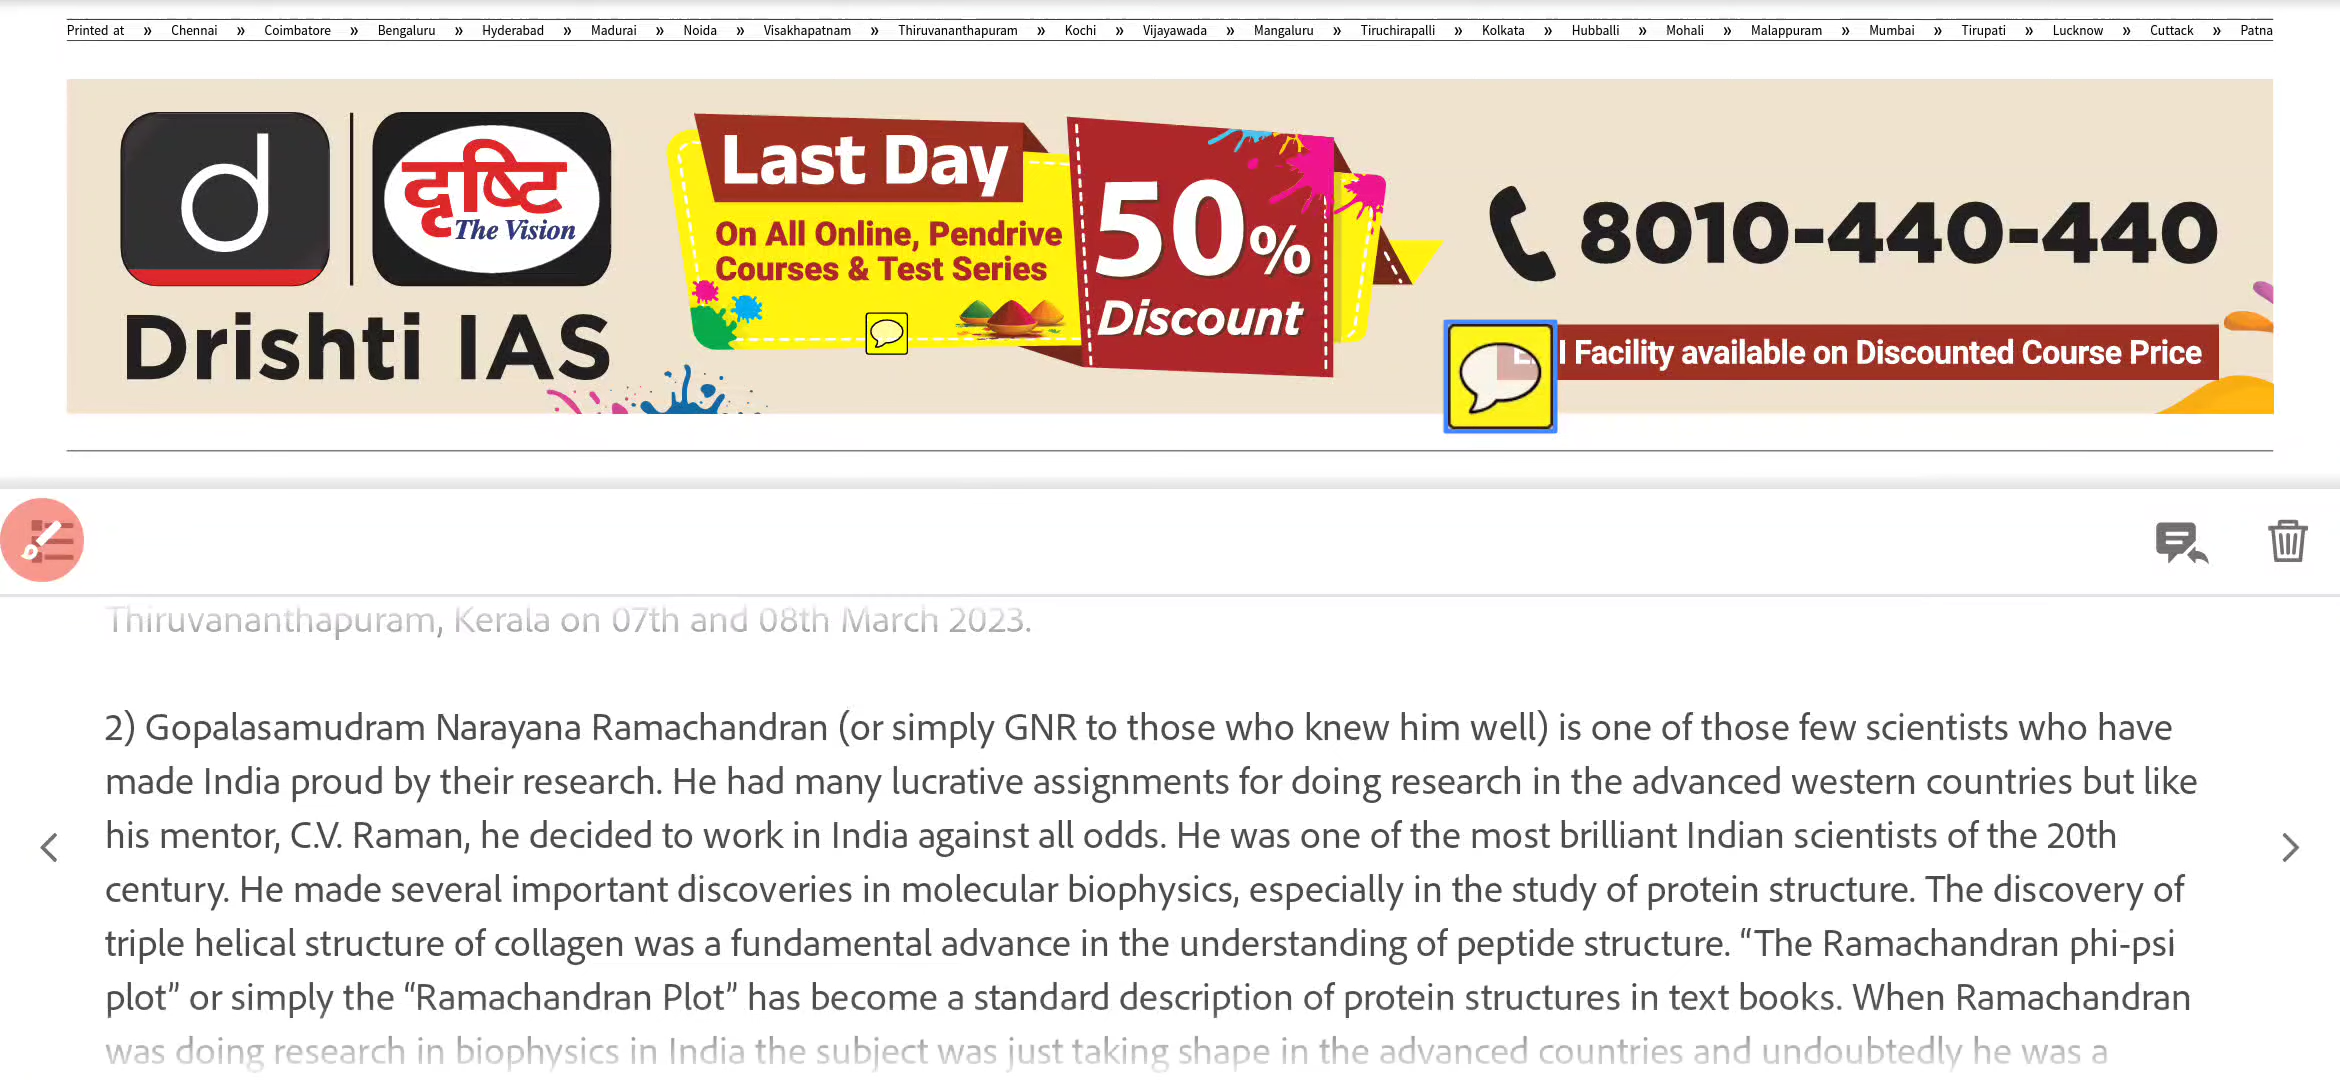 Printed at » Chennai » Coimbatore » Bengaluru » Hyderabad » Madurai » Noida » Visakhapatnam » Thiruvananthapuram » Kochi » Vijayawada » Mangaluru » Tiruchirapalli » Kolkata » Hubballi » Mohali » Malappuram » Mumbai » Tirupati » Lucknow » Cuttack » Patna
d
दृष्टि
The Vision
Drishti IAS
Last Day
On All Online, Pendrive
Courses & Test Series
50%
Discount
8010-440-440
Facility available on Discounted Course Price
Thiruvananthapuram, Kerala on 07th and 08th March 2023.
2) Gopalasamudram Narayana Ramachandran (or simply GNR to those who knew him well) is one of those few scientists who have
made India proud by their research. He had many lucrative assignments for doing research in the advanced western countries but like
his mentor, C.V. Raman, he decided to work in India against all odds. He was one of the most brilliant Indian scientists of the 20th
century. He made several important discoveries in molecular biophysics, especially in the study of protein structure. The discovery of
triple helical structure of collagen was a fundamental advance in the understanding of peptide structure. “The Ramachandran phi-psi
plot” or simply the “Ramachandran Plot” has become a standard description of protein structures in text books. When Ramachandran
was doing research in biophysics in India the subject was just taking shape in the advanced countries and undoubtedly he was a